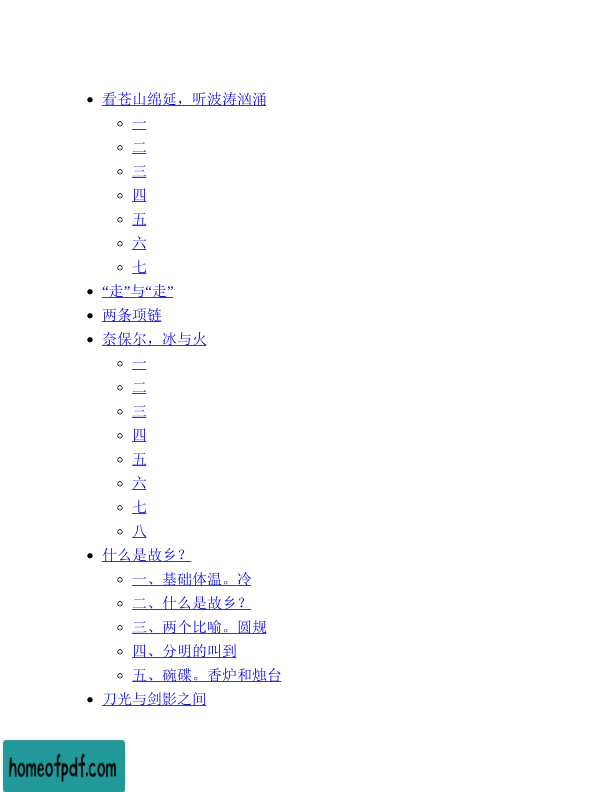 看苍山绵延，听波涛汹涌
一
二
三
四
五
六
七
“走”与“走”
两条项链
奈保尔，冰与火
一
二
三
四
五
六
七
八
什么是故乡？
一、基础体温。冷
二、什么是故乡？
三、两个比喻。圆规
四、分明的叫到
五、碗碟。香炉和烛台
刀光与剑影之间
homeofpdf.com